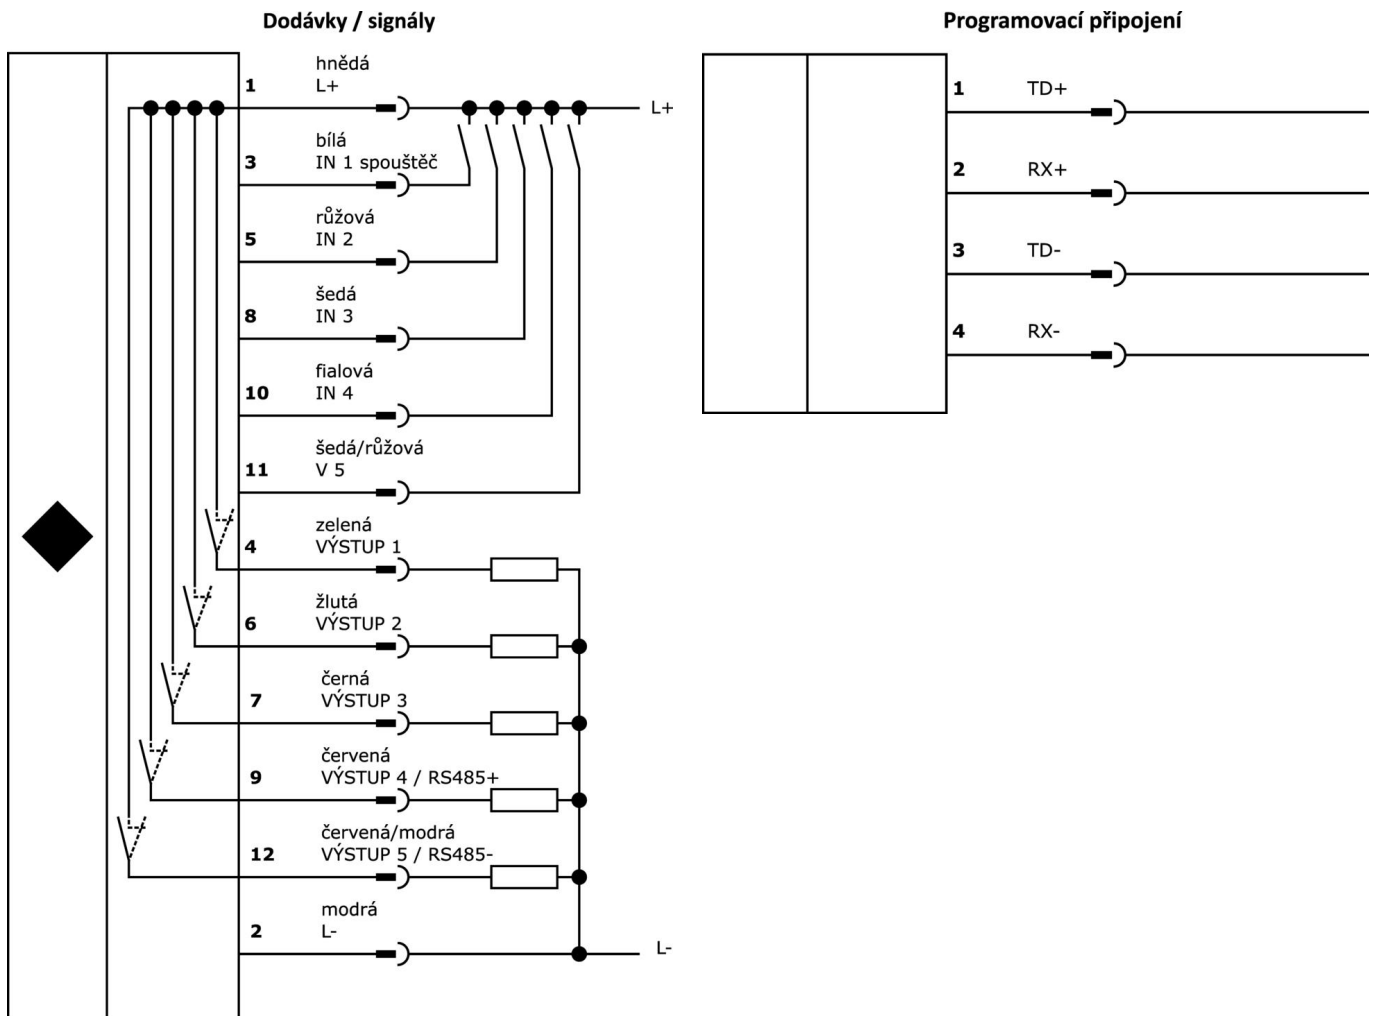 Dodávky / signály
1
hnědá
L+
L+
3
bílá
IN 1 spouštěč
5
růžová
IN 2
8
šedá
IN 3
10
fialová
IN 4
11
šedá/růžová
V 5
4
zelená
VÝSTUP 1
6
žlutá
VÝSTUP 2
7
černá
VÝSTUP 3
9
červená
VÝSTUP 4 / RS485+
12
červená/modrá
VÝSTUP 5 / RS485-
2
modrá
L-
L-
Programovací připojení
1 TD+
2 RX+
3 TD-
4 RX-